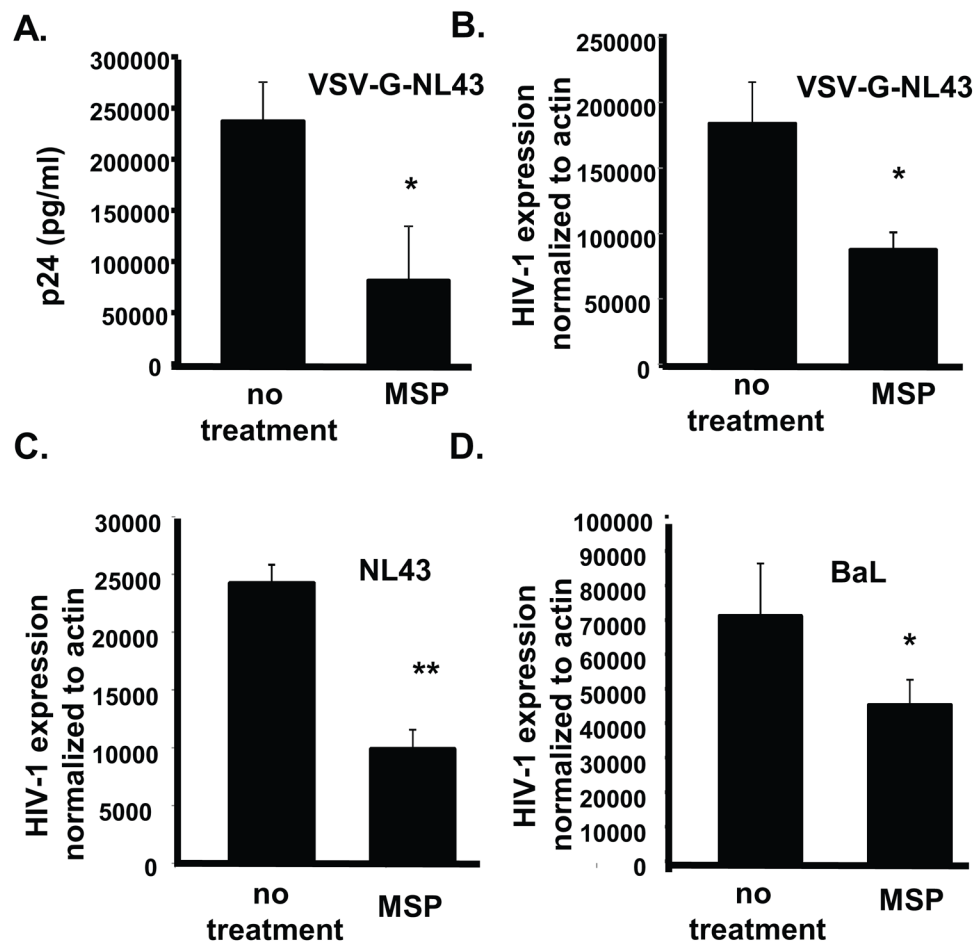 A.
p24 (pg/ml)
300000
250000
200000
150000
100000
50000
0
VSV-G-NL43
*
no
treatment
MSP
B.
HIV-1 expression
normalized to actin
250000
200000
150000
100000
50000
0
VSV-G-NL43
*
no
treatment
MSP
C.
HIV-1 expression
normalized to actin
30000
25000
20000
15000
10000
5000
0
NL43
**
no
treatment
MSP
D.
HIV-1 expression
normalized to actin
100000
90000
80000
70000
60000
50000
40000
30000
20000
10000
0
BaL
*
no
treatment
MSP